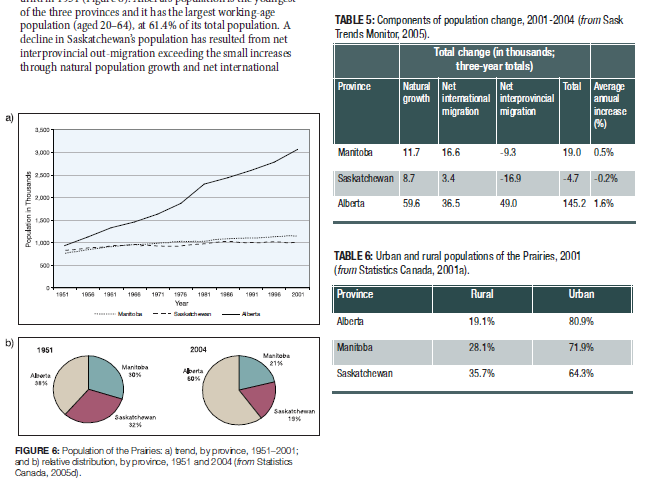 of the three provinces and it has the largest working-age
population (aged 20–64), at 61.4% of its total population. A
decline in Saskatchewan's population has resulted from net
interprovincial out-migration exceeding the small increases
through natural population growth and net international
a)
3,500
3,000
2,500
2,000
1,500
1,000
500
0
Population in Thousands
1951 1956 1961 1966 1971 1976 1981 1986 1991 1996 2001
Year
Manitoba Saskatchewan Alberta
b)
1951
Alberta
38%
Manitoba
30%
Saskatchewan
32%
2004
Alberta
60%
Manitoba
21%
Saskatchewan
19%
FIGURE 6: Population of the Prairies: a) trend, by province, 1951–2001;
and b) relative distribution, by province, 1951 and 2004 (from Statistics
Canada, 2005d).
TABLE 5: Components of population change, 2001-2004 (from Sask
Trends Monitor, 2005).
Total change (in thousands;
three-year totals)
Province Natural Net Net Total Average
growth international interprovincial annual
migration migration increase
(%)
Manitoba 11.7 16.6 -9.3 19.0 0.5%
Saskatchewan 8.7 3.4 -16.9 -4.7 -0.2%
Alberta 59.6 36.5 49.0 145.2 1.6%
TABLE 6: Urban and rural populations of the Prairies, 2001
(from Statistics Canada, 2001a).
Province Rural Urban
Alberta 19.1% 80.9%
Manitoba 28.1% 71.9%
Saskatchewan 35.7% 64.3%